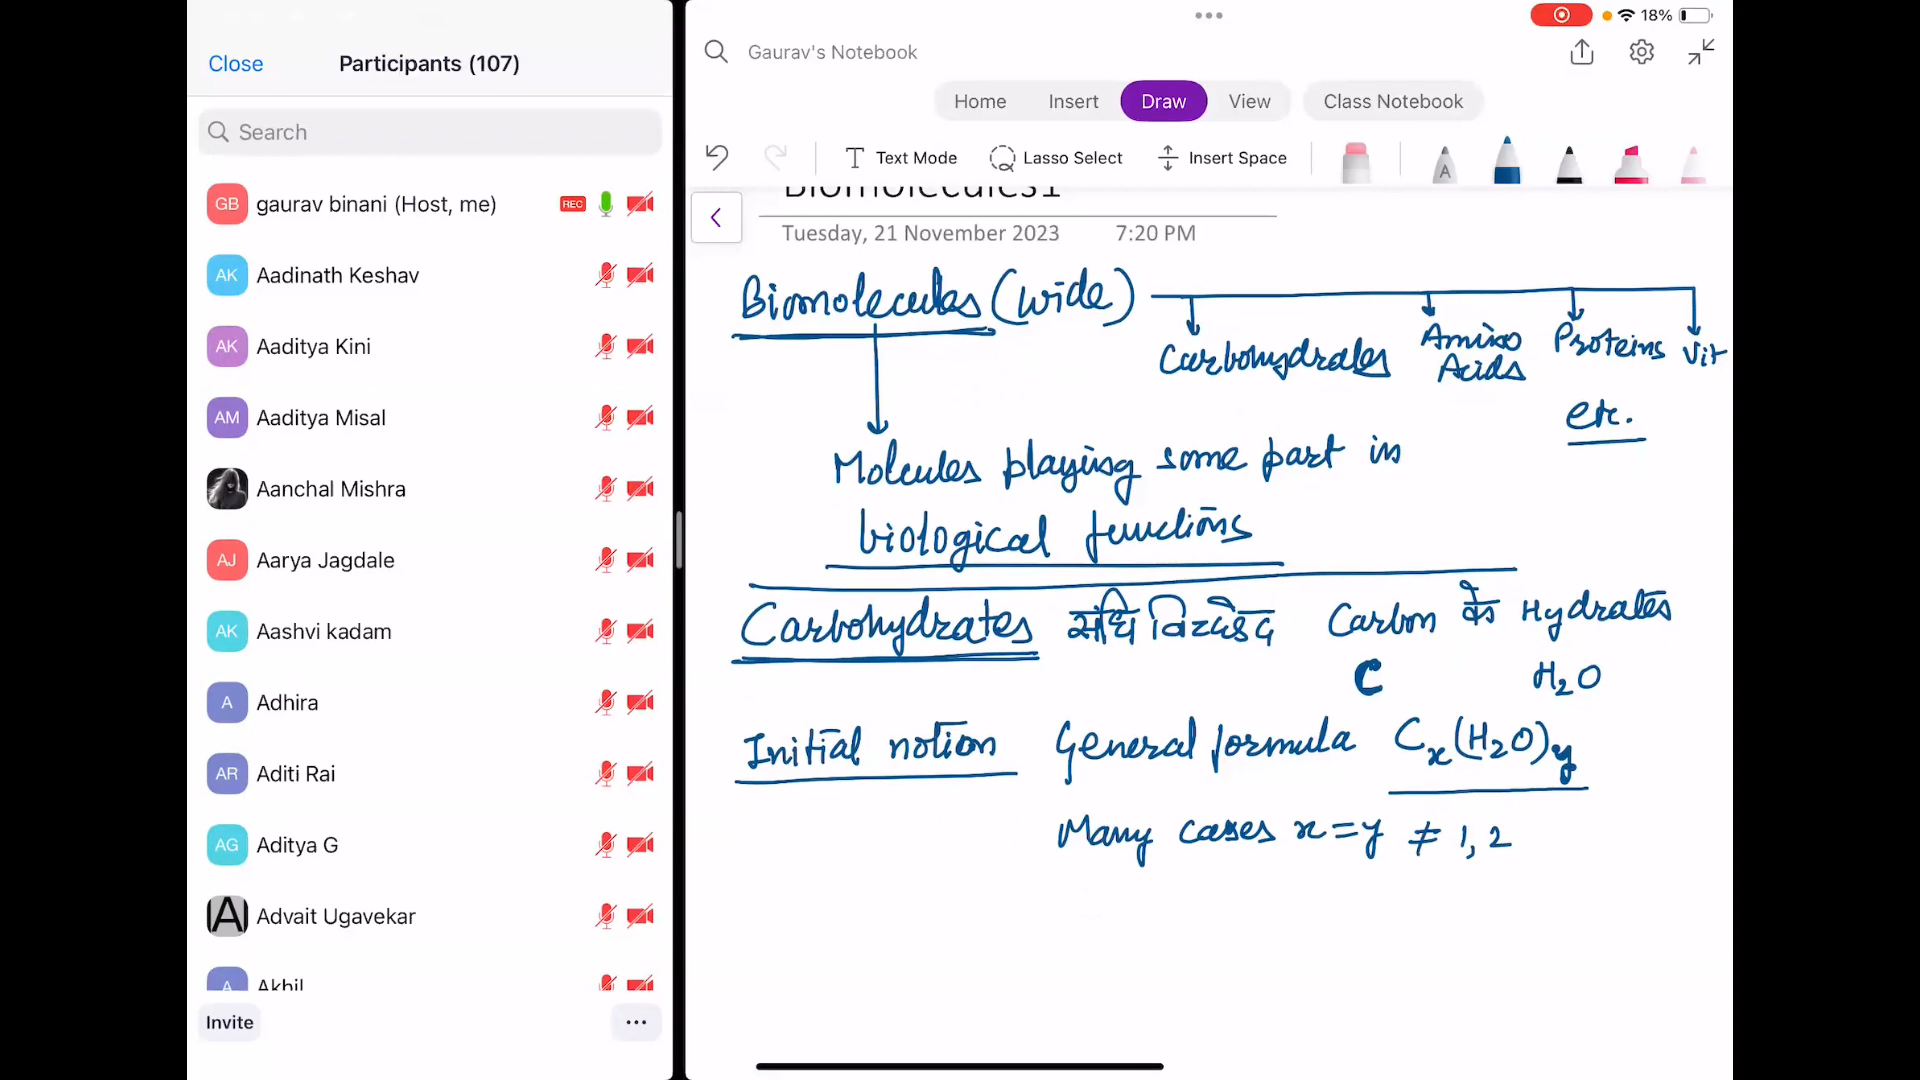 18%
Close
Participants (107)
Search
GB gaurav binani (Host, me) REC
AK Aadinath Keshav
AK Aaditya Kini
AM Aaditya Misal
Aanchal Mishra
AJ Aarya Jagdale
AK Aashvi kadam
A Adhira
AR Aditi Rai
AG Aditya G
A Advait Ugavekar
A Akhil
Invite
Gaurav's Notebook
Home Insert Draw View Class Notebook
Text Mode Lasso Select Insert Space
Biomolecules1
Tuesday, 21 November 2023 7:20 PM
Biomolecules (wide)
Carbohydrates Amino Acids Proteins Vit
etc.
Molcules playing some part in
biological functions
Carbohydrates संधि विच्छेद Carbon के Hydrates
C H₂O
Initial notion General formula Cₓ(H₂O)y
Many cases x=y ≠ 1, 2